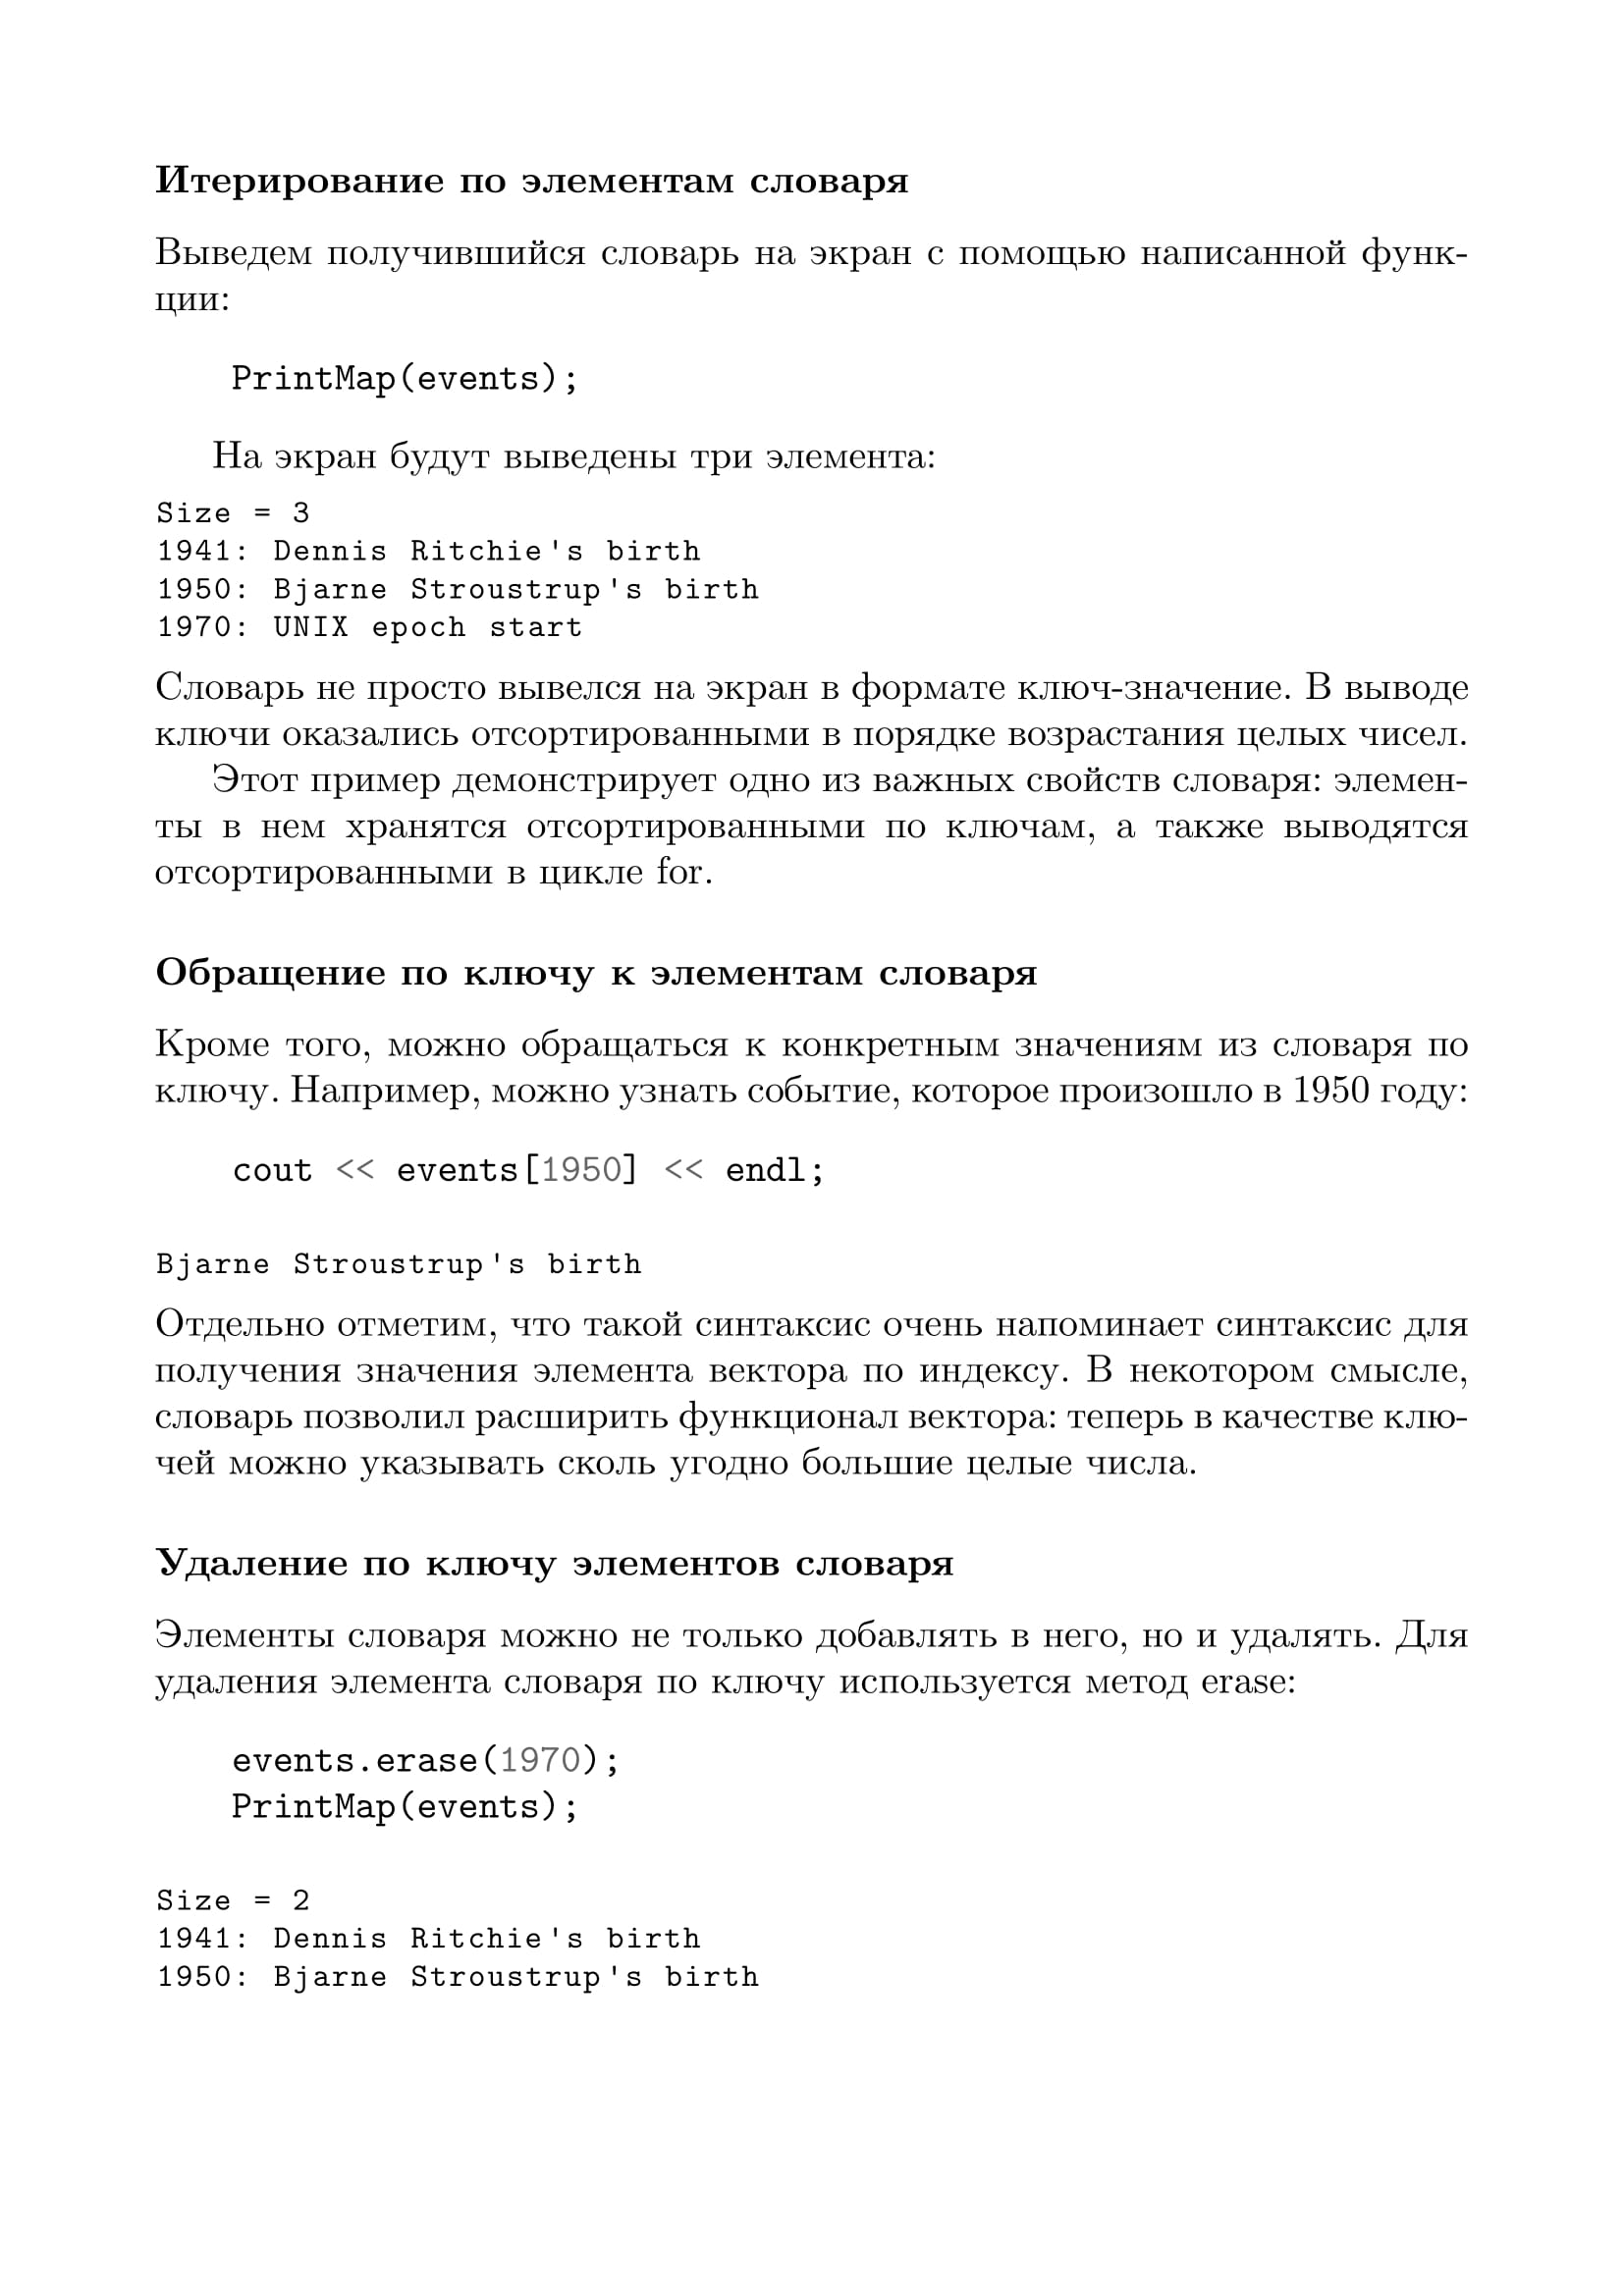 Итерирование по элементам словаря
Выведем получившийся словарь на экран с помощью написанной функ-
ции:
PrintMap(events);
На экран будут выведены три элемента:
Size = 3
1941: Dennis Ritchie's birth
1950: Bjarne Stroustrup's birth
1970: UNIX epoch start
Словарь не просто вывелся на экран в формате ключ-значение. В выводе
ключи оказались отсортированными в порядке возрастания целых чисел.
Этот пример демонстрирует одно из важных свойств словаря: элемен-
ты в нем хранятся отсортированными по ключам, а также выводятся
отсортированными в цикле for.
Обращение по ключу к элементам словаря
Кроме того, можно обращаться к конкретным значениям из словаря по
ключу. Например, можно узнать событие, которое произошло в 1950 году:
cout << events[1950] << endl;
Bjarne Stroustrup's birth
Отдельно отметим, что такой синтаксис очень напоминает синтаксис для
получения значения элемента вектора по индексу. В некотором смысле,
словарь позволил расширить функционал вектора: теперь в качестве клю-
чей можно указывать сколь угодно большие целые числа.
Удаление по ключу элементов словаря
Элементы словаря можно не только добавлять в него, но и удалять. Для
удаления элемента словаря по ключу используется метод erase:
events.erase(1970);
PrintMap(events);
Size = 2
1941: Dennis Ritchie's birth
1950: Bjarne Stroustrup's birth